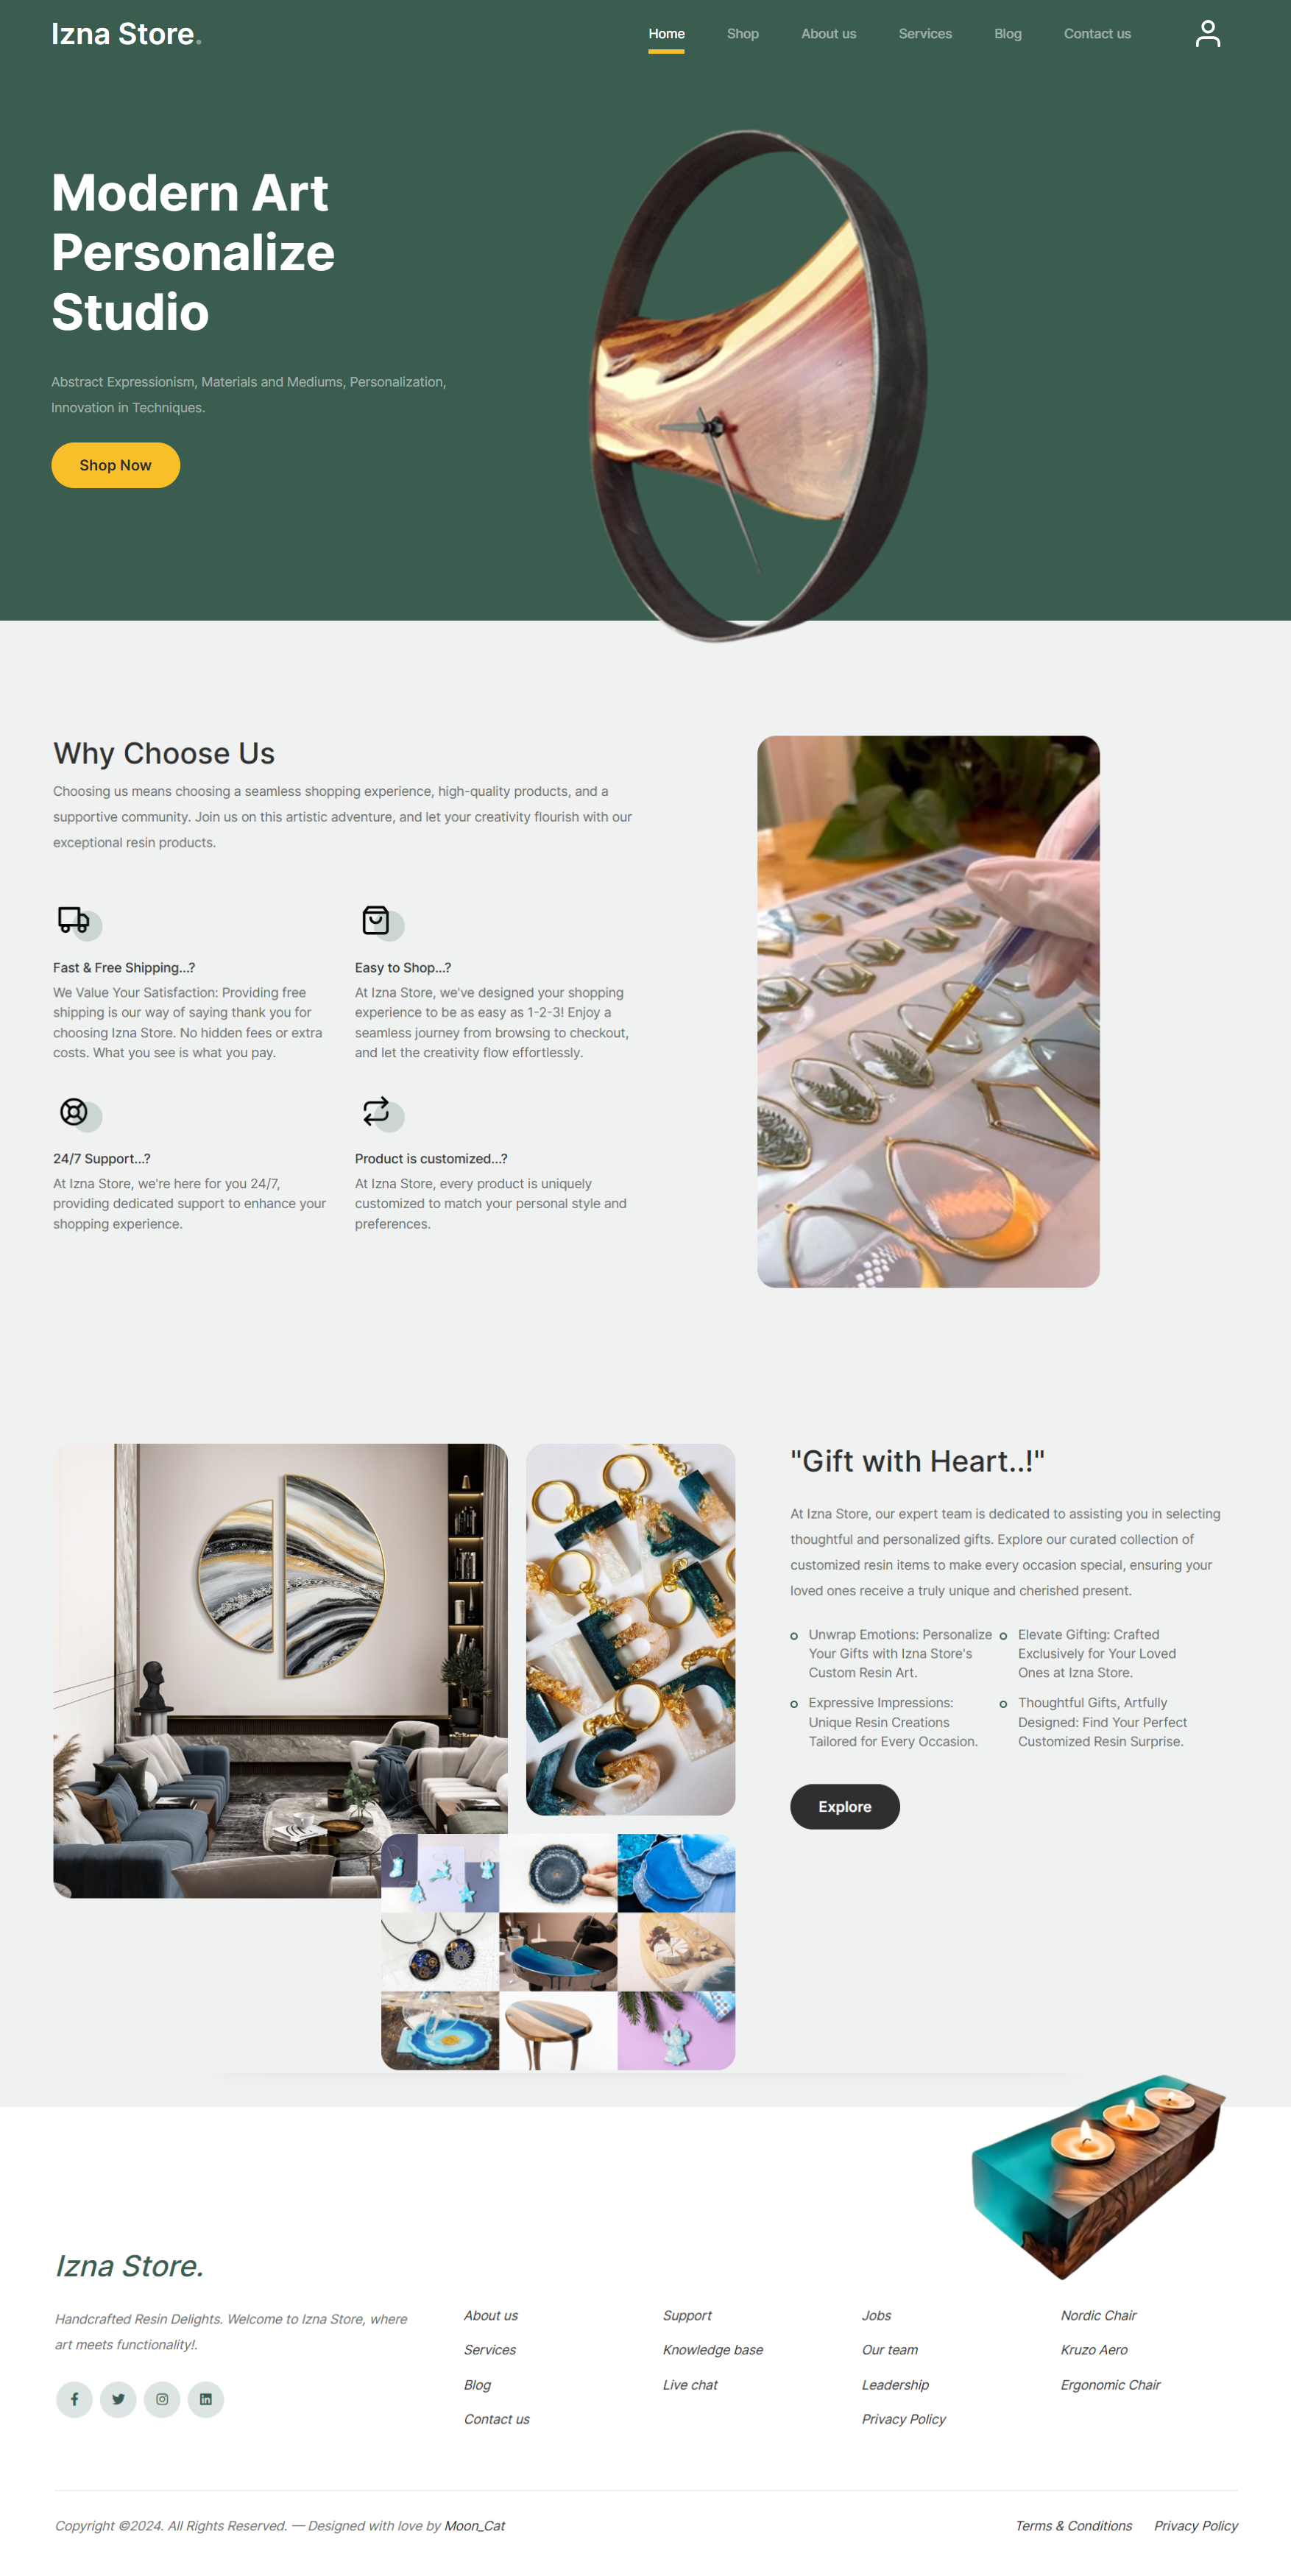 Izna Store.
Home
Shop
About us
Services
Blog
Contact us
Modern Art
Personalize
Studio
Abstract Expressionism, Materials and Mediums, Personalization,
Innovation in Techniques.
Shop Now
Why Choose Us
Choosing us means choosing a seamless shopping experience, high-quality products, and a
supportive community. Join us on this artistic adventure, and let your creativity flourish with our
exceptional resin products.
Fast & Free Shipping...?
We Value Your Satisfaction: Providing free
shipping is our way of saying thank you for
choosing Izna Store. No hidden fees or extra
costs. What you see is what you pay.
Easy to Shop...?
At Izna Store, we've designed your shopping
experience to be as easy as 1-2-3! Enjoy a
seamless journey from browsing to checkout,
and let the creativity flow effortlessly.
24/7 Support...?
At Izna Store, we're here for you 24/7,
providing dedicated support to enhance your
shopping experience.
Product is customized...?
At Izna Store, every product is uniquely
customized to match your personal style and
preferences.
"Gift with Heart..!"
At Izna Store, our expert team is dedicated to assisting you in selecting
thoughtful and personalized gifts. Explore our curated collection of
customized resin items to make every occasion special, ensuring your
loved ones receive a truly unique and cherished present.
Unwrap Emotions: Personalize
Your Gifts with Izna Store's
Custom Resin Art.
Elevate Gifting: Crafted
Exclusively for Your Loved
Ones at Izna Store.
Expressive Impressions:
Unique Resin Creations
Tailored for Every Occasion.
Thoughtful Gifts, Artfully
Designed: Find Your Perfect
Customized Resin Surprise.
Explore
Izna Store.
Handcrafted Resin Delights. Welcome to Izna Store, where
art meets functionality!.
About us
Services
Blog
Contact us
Support
Knowledge base
Live chat
Jobs
Our team
Leadership
Privacy Policy
Nordic Chair
Kruzo Aero
Ergonomic Chair
Copyright ©2024. All Rights Reserved. — Designed with love by Moon_Cat
Terms & Conditions
Privacy Policy